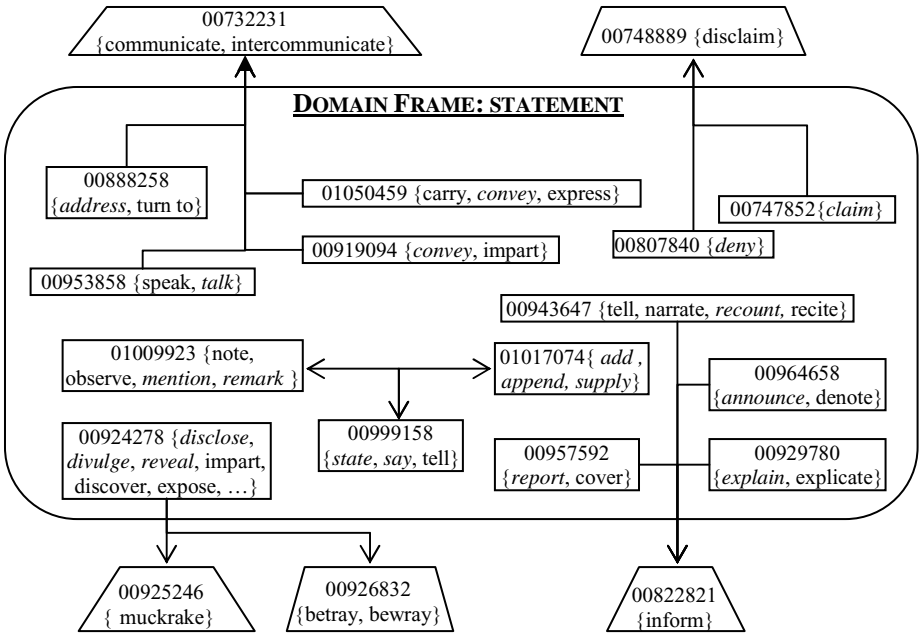 00732231
{communicate, intercommunicate}
00748889 {disclaim}
DOMAIN FRAME: STATEMENT
00888258
{address, turn to}
01050459 {carry, convey, express}
00747852 {claim}
00919094 {convey, impart}
00807840 {deny}
00953858 {speak, talk}
00943647 {tell, narrate, recount, recite}
01009923 {note,
observe, mention, remark }
01017074{ add ,
append, supply}
00964658
{announce, denote}
00924278 {disclose,
divulge, reveal, impart,
discover, expose, …}
00999158
{state, say, tell}
00957592
{report, cover}
00929780
{explain, explicate}
00925246
{ muckrake}
00926832
{betray, bewray}
00822821
{inform}